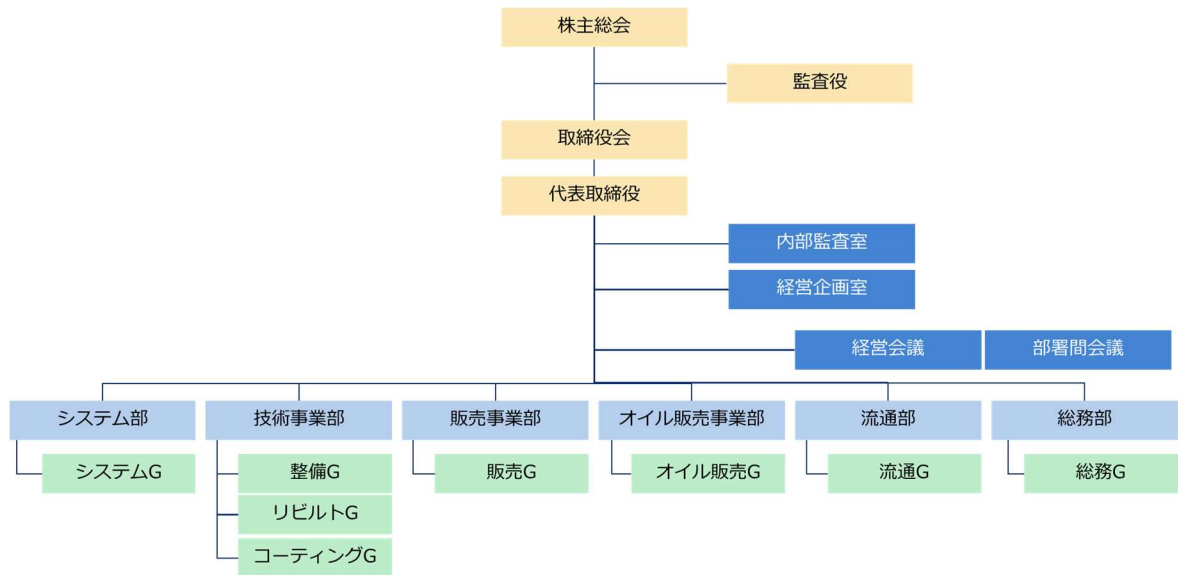 株主総会
監査役
取締役会
代表取締役
内部監査室
経営企画室
経営会議
部署間会議
システム部
技術事業部
販売事業部
オイル販売事業部
流通部
総務部
システムG
整備G
販売G
オイル販売G
流通G
総務G
リビルトG
コーティングG